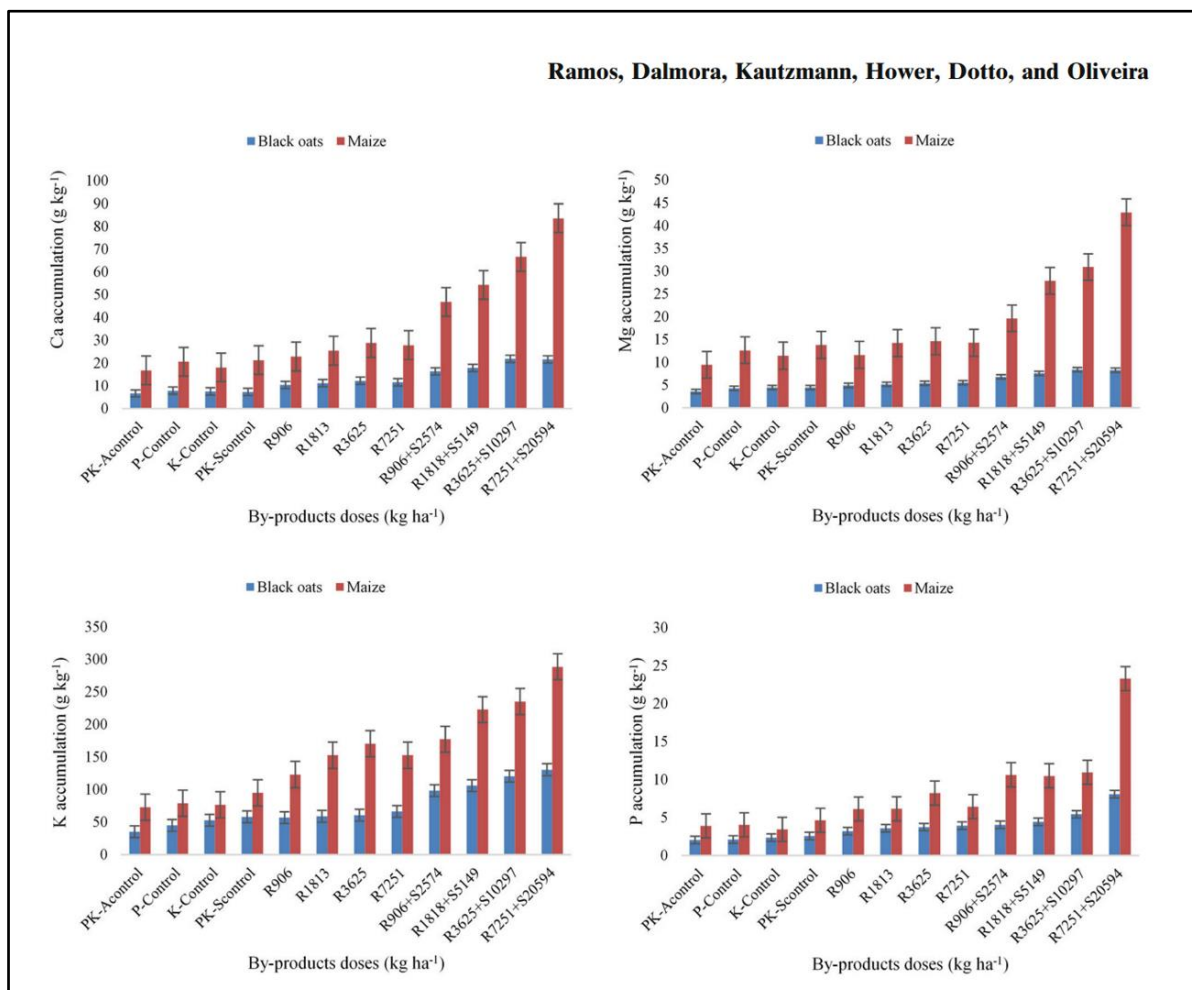 Ramos, Dalmora, Kautzmann, Hower, Dotto, and Oliveira
Black oats Maize
Ca accumulation (g kg-1)
100
90
80
70
60
50
40
30
20
10
0
PK-Acontrol
P-Control
K-Control
PK-Scontrol
R906
R1813
R3625
R7251
R906+S2574
R1818+S5149
R3625+S10297
R7251+S20594
By-products doses (kg ha-1)
Black oats Maize
Mg accumulation (g kg-1)
50
45
40
35
30
25
20
15
10
5
0
PK-Acontrol
P-Control
K-Control
PK-Scontrol
R906
R1813
R3625
R7251
R906+S2574
R1818+S5149
R3625+S10297
R7251+S20594
By-products doses (kg ha-1)
Black oats Maize
K accumulation (g kg-1)
350
300
250
200
150
100
50
0
PK-Acontrol
P-Control
K-Control
PK-Scontrol
R906
R1813
R3625
R7251
R906+S2574
R1818+S5149
R3625+S10297
R7251+S20594
By-products doses (kg ha-1)
Black oats Maize
P accumulation (g kg-1)
30
25
20
15
10
5
0
PK-Acontrol
P-Control
K-Control
PK-Scontrol
R906
R1813
R3625
R7251
R906+S2574
R1818+S5149
R3625+S10297
R7251+S20594
By-products doses (kg ha-1)